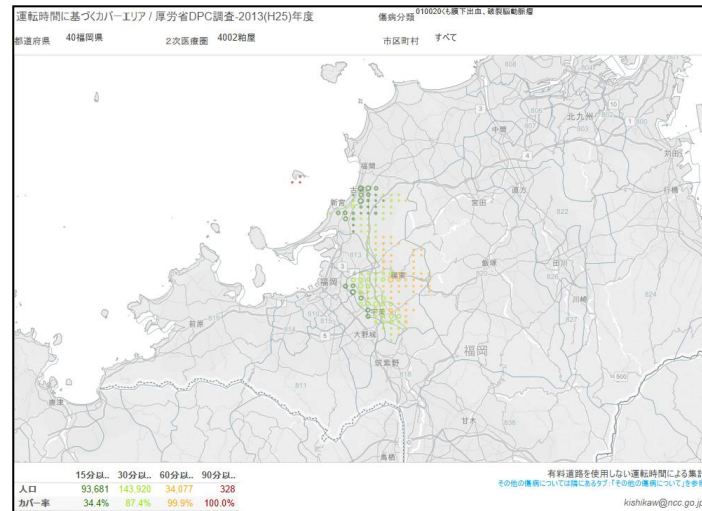 運転時間に基づくカバーエリア / 厚労省DPC調査-2013(H25)年度
傷病分類 010020くも膜下出血、破裂脳動脈瘤
都道府県 40福岡県 2次医療圏 4002粕屋 市区町村 すべて
北九州
中間
苅田
福間
行橋
直方
宮田
新宮
飯塚
田川
福岡
川崎
前原
大野城
筑紫野
福岡
唐津
甘木
鳥栖
15分以.. 30分以.. 60分以.. 90分以..
人口 93,681 143,920 34,077 328
カバー率 34.4% 87.4% 99.9% 100.0%
有料道路を使用しない運転時間による集計
その他の傷病については隣にあるタブ:「その他の傷病について」を参照
kishikaw@ncc.go.jp